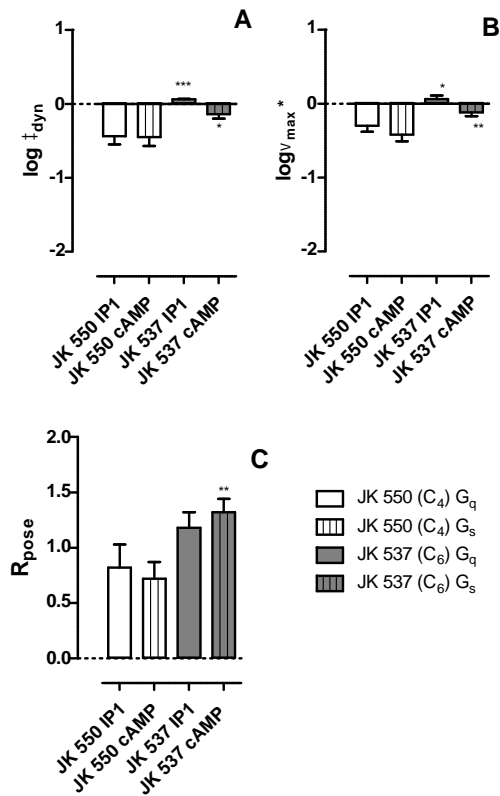 A
1
0
-1
-2
log ‡dyn
***
*
JK 550 IP1
JK 550 cAMP
JK 537 IP1
JK 537 cAMP
B
1
0
-1
-2
log νmax *
*
**
JK 550 IP1
JK 550 cAMP
JK 537 IP1
JK 537 cAMP
C
2.0
1.5
1.0
0.5
0.0
Rpose
**
JK 550 IP1
JK 550 cAMP
JK 537 IP1
JK 537 cAMP
JK 550 (C4) Gq
JK 550 (C4) Gs
JK 537 (C6) Gq
JK 537 (C6) Gs